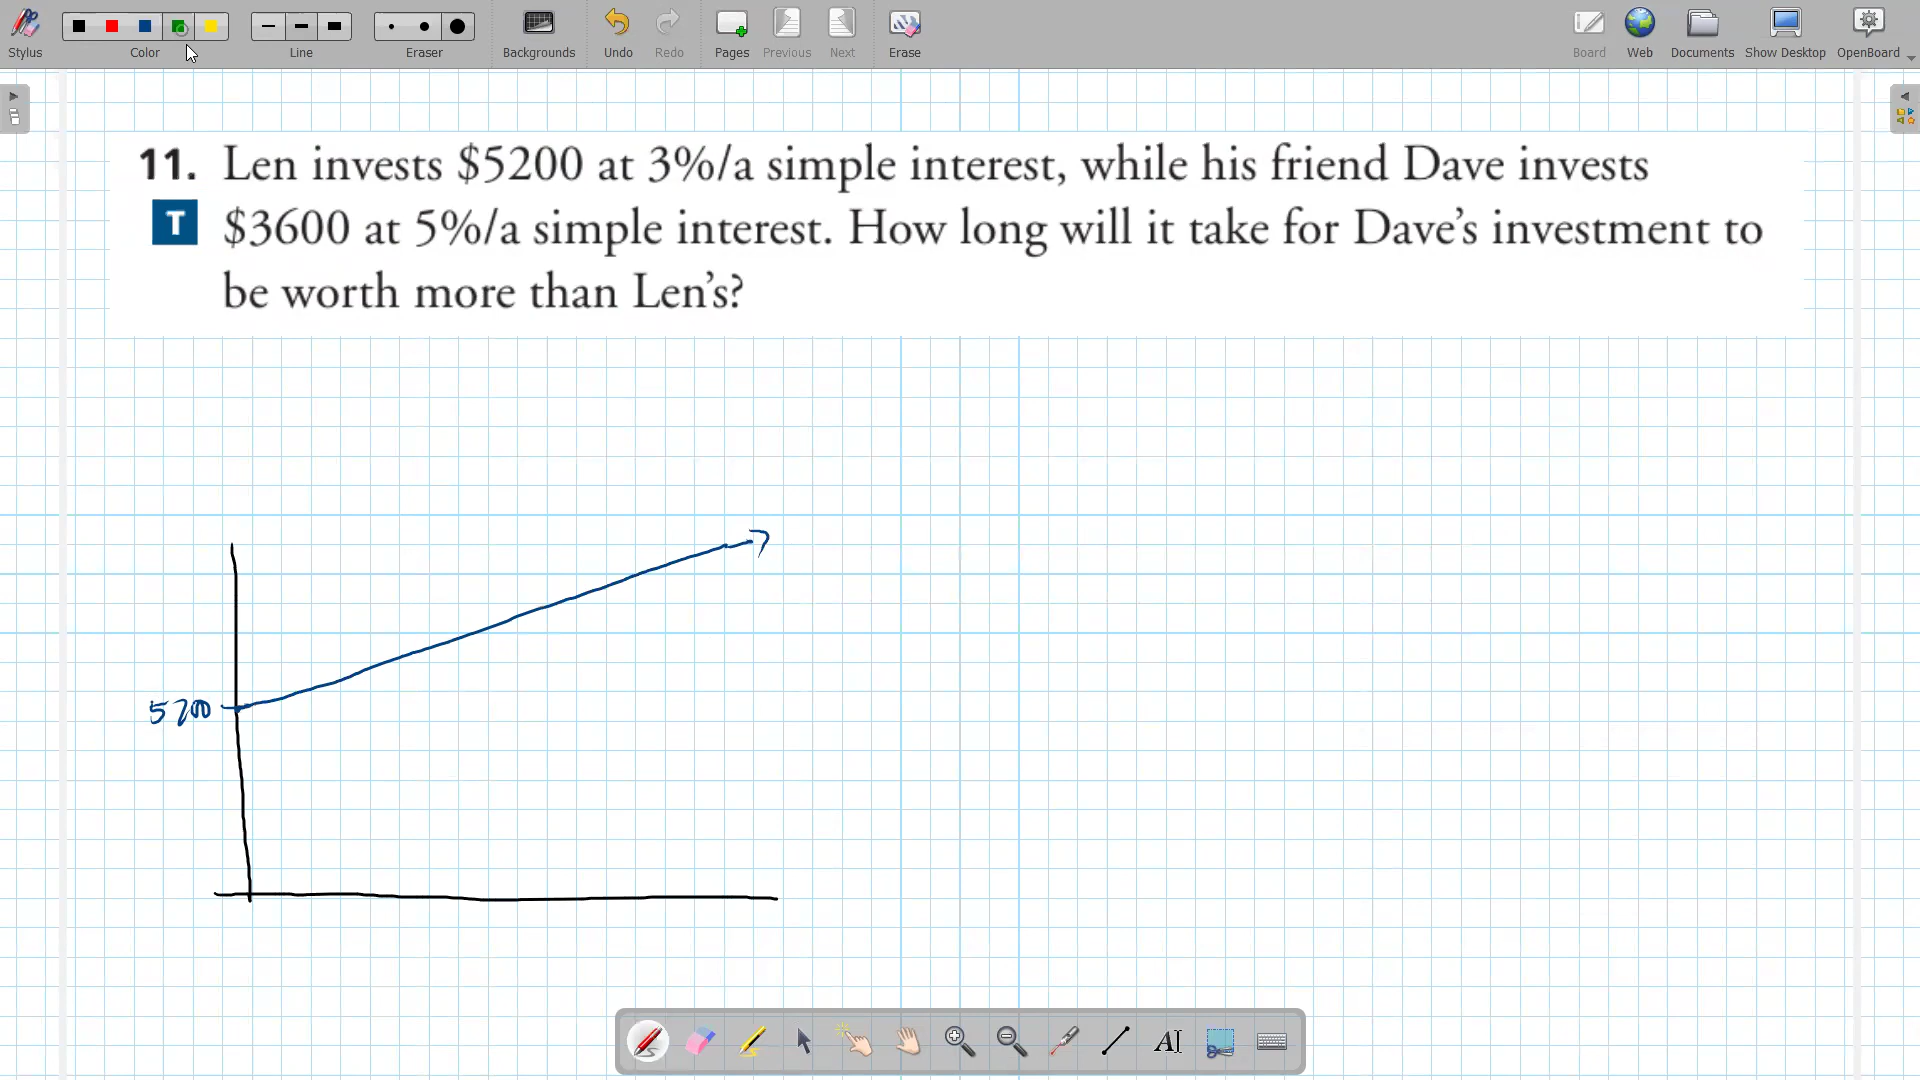 Stylus Color Line Eraser Backgrounds Undo Redo Pages Previous Next Erase Board Web Documents Show Desktop OpenBoard
11. Len invests $5200 at 3%/a simple interest, while his friend Dave invests
T $3600 at 5%/a simple interest. How long will it take for Dave’s investment to
be worth more than Len’s?
5200